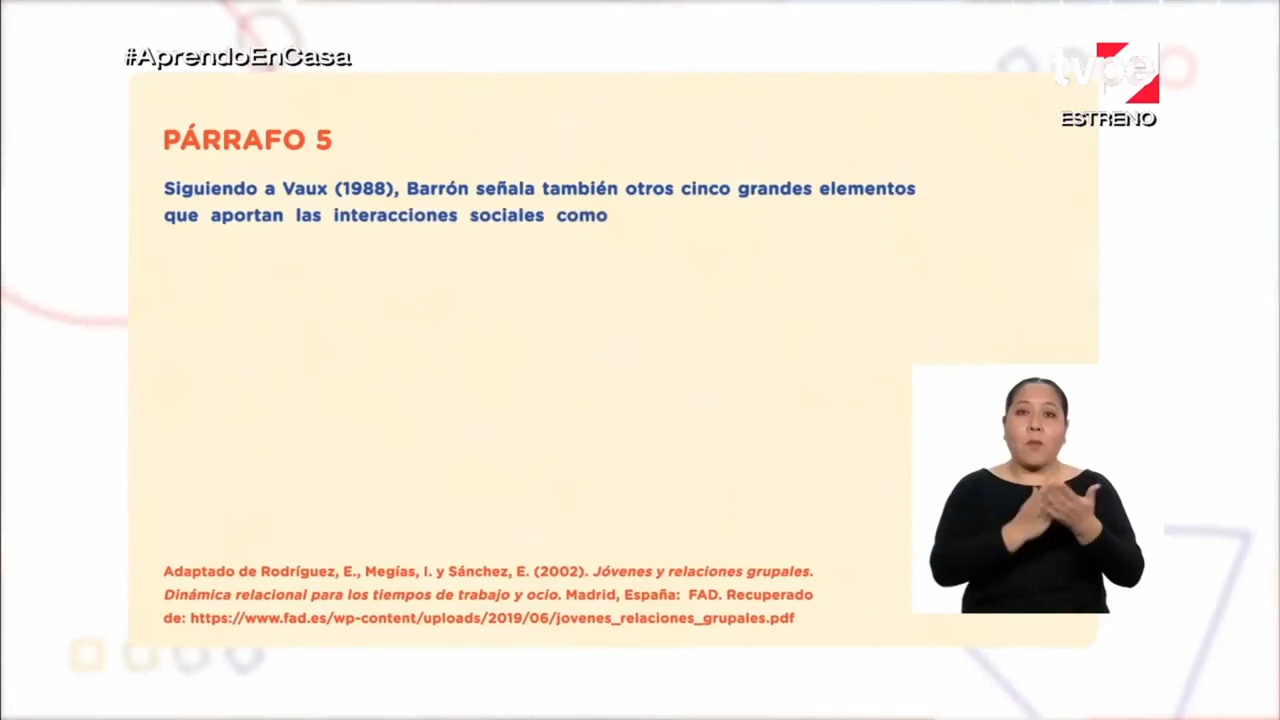 #AprendoEnCasa
tvpe
ESTRENO
PÁRRAFO 5
Siguiendo a Vaux (1988), Barrón señala también otros cinco grandes elementos
que aportan las interacciones sociales como
Adaptado de Rodríguez, E., Megías, I. y Sánchez, E. (2002). Jóvenes y relaciones grupales.
Dinámica relacional para los tiempos de trabajo y ocio. Madrid, España: FAD. Recuperado
de: https://www.fad.es/wp-content/uploads/2019/06/jovenes_relaciones_grupales.pdf